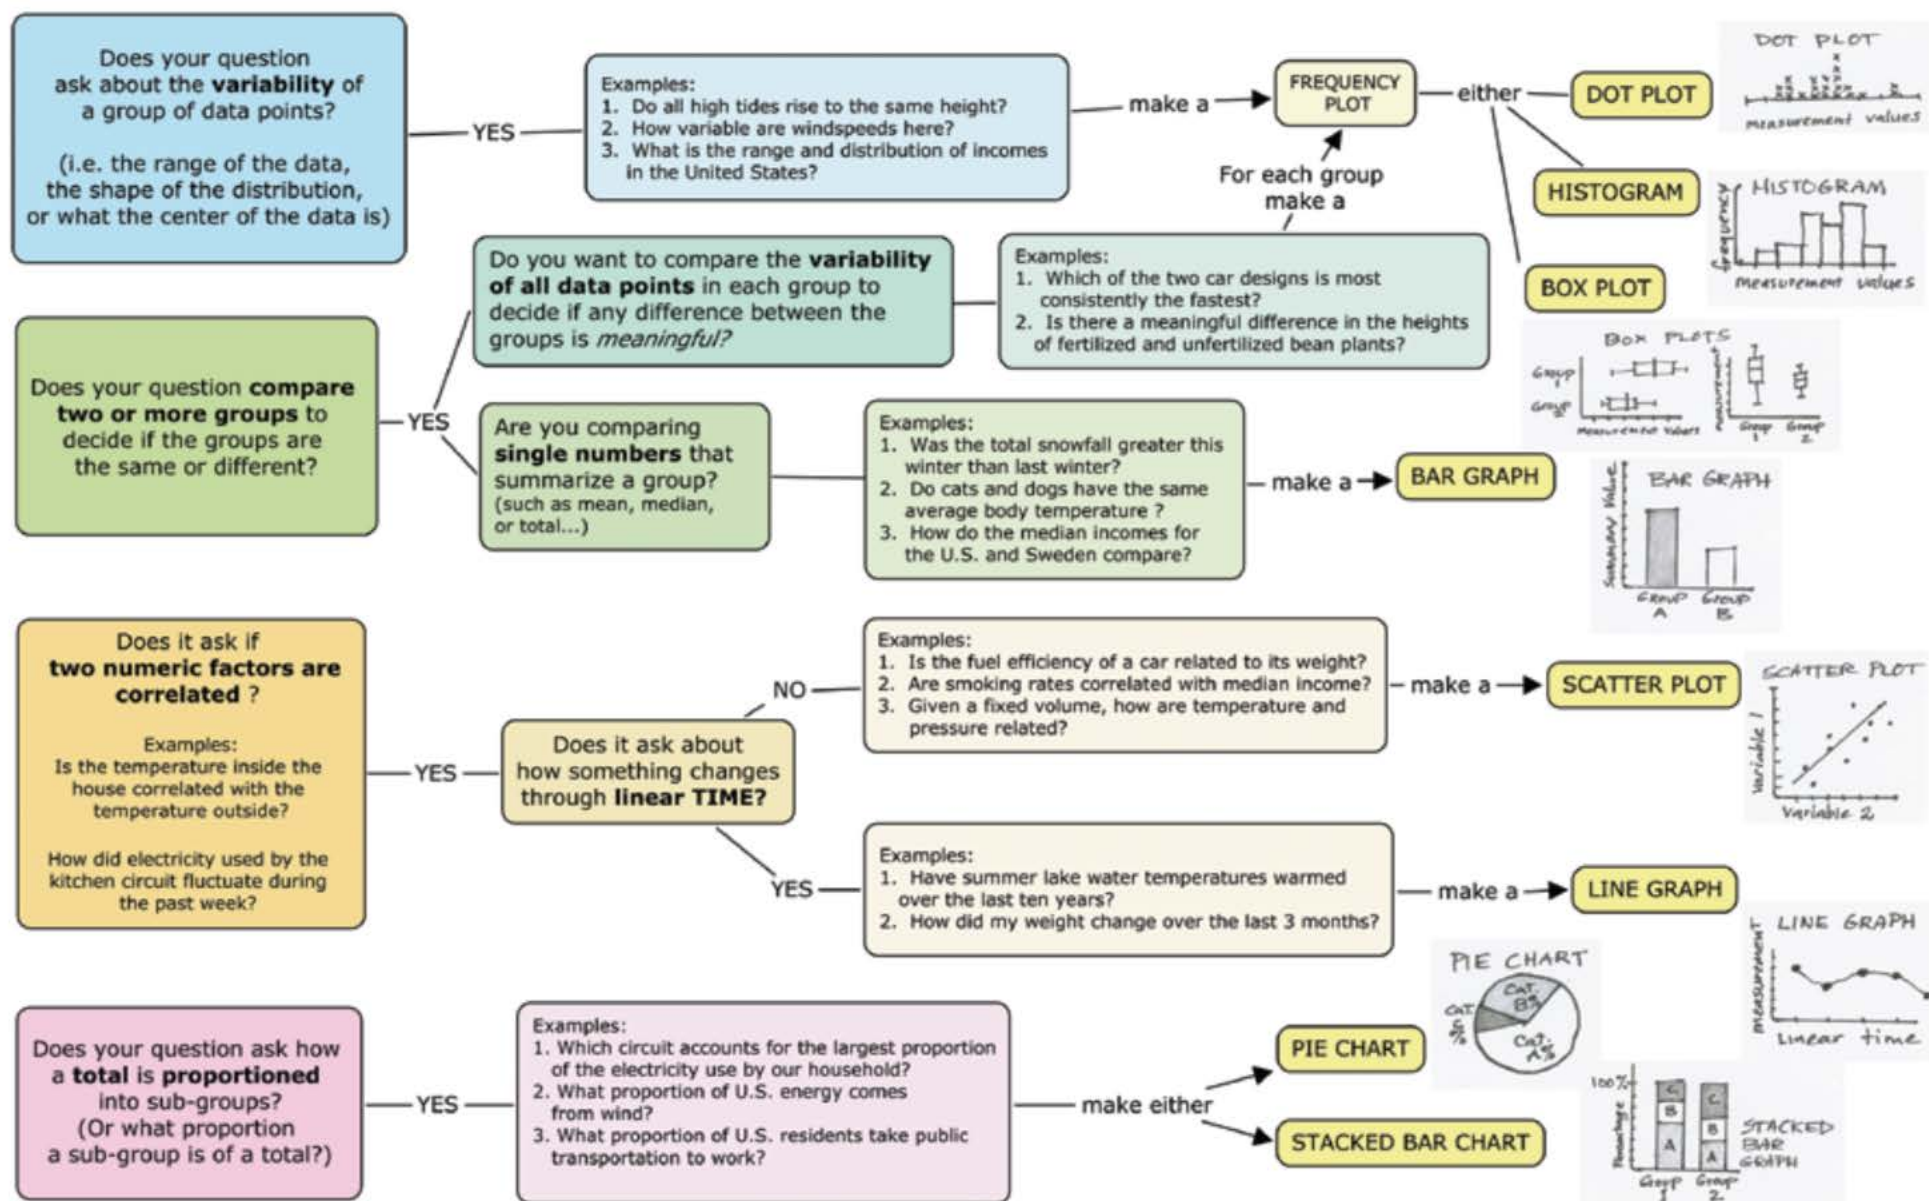 Does your question
ask about the variability of
a group of data points?
(i.e. the range of the data,
the shape of the distribution,
or what the center of the data is)
YES
Examples:
1. Do all high tides rise to the same height?
2. How variable are windspeeds here?
3. What is the range and distribution of incomes
in the United States?
make a
FREQUENCY
PLOT
either
DOT PLOT
DOT PLOT
measurement values
HISTOGRAM
HISTOGRAM
frequency
measurement values
BOX PLOT
BOX PLOTS
Group
1
Group
2
Measurement Values
measurement
Group
1
Group
2
For each group
make a
Does your question compare
two or more groups to
decide if the groups are
the same or different?
YES
Do you want to compare the variability
of all data points in each group to
decide if any difference between the
groups is meaningful?
Examples:
1. Which of the two car designs is most
consistently the fastest?
2. Is there a meaningful difference in the heights
of fertilized and unfertilized bean plants?
Are you comparing
single numbers that
summarize a group?
(such as mean, median,
or total...)
Examples:
1. Was the total snowfall greater this
winter than last winter?
2. Do cats and dogs have the same
average body temperature ?
3. How do the median incomes for
the U.S. and Sweden compare?
make a
BAR GRAPH
BAR GRAPH
Summary Value
Group
A
Group
B
Does it ask if
two numeric factors are
correlated ?
Examples:
Is the temperature inside the
house correlated with the
temperature outside?
How did electricity used by the
kitchen circuit fluctuate during
the past week?
YES
Does it ask about
how something changes
through linear TIME?
NO
Examples:
1. Is the fuel efficiency of a car related to its weight?
2. Are smoking rates correlated with median income?
3. Given a fixed volume, how are temperature and
pressure related?
make a
SCATTER PLOT
SCATTER PLOT
Variable 1
Variable 2
YES
Examples:
1. Have summer lake water temperatures warmed
over the last ten years?
2. How did my weight change over the last 3 months?
make a
LINE GRAPH
LINE GRAPH
measurement
Linear time
Does your question ask how
a total is proportioned
into sub-groups?
(Or what proportion
a sub-group is of a total?)
YES
Examples:
1. Which circuit accounts for the largest proportion
of the electricity use by our household?
2. What proportion of U.S. energy comes
from wind?
3. What proportion of U.S. residents take public
transportation to work?
make either
PIE CHART
PIE CHART
Cat.
B%
Cat.
C%
Cat.
A%
STACKED BAR CHART
100%
Percentage
C
B
A
C
B
A
Group
1
Group
2
STACKED
BAR
GRAPH